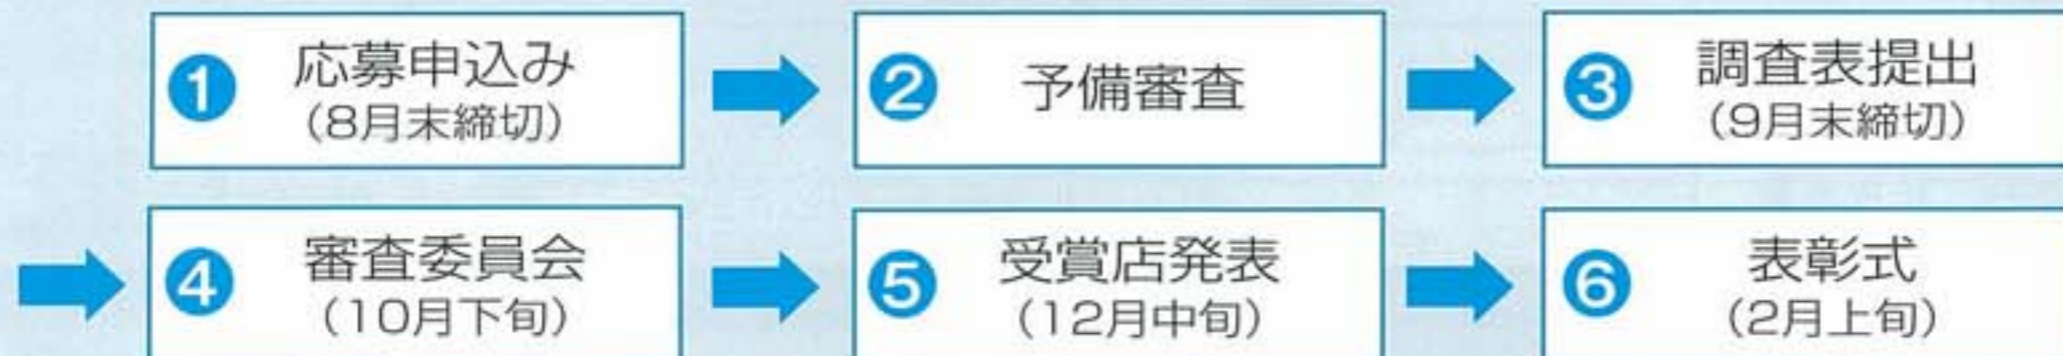 ❶ 応募申込み
(8月末締切)
❷ 予備審査
❸ 調査表提出
(9月末締切)
❹ 審査委員会
(10月下旬)
❺ 受賞店発表
(12月中旬)
❻ 表彰式
(2月上旬)